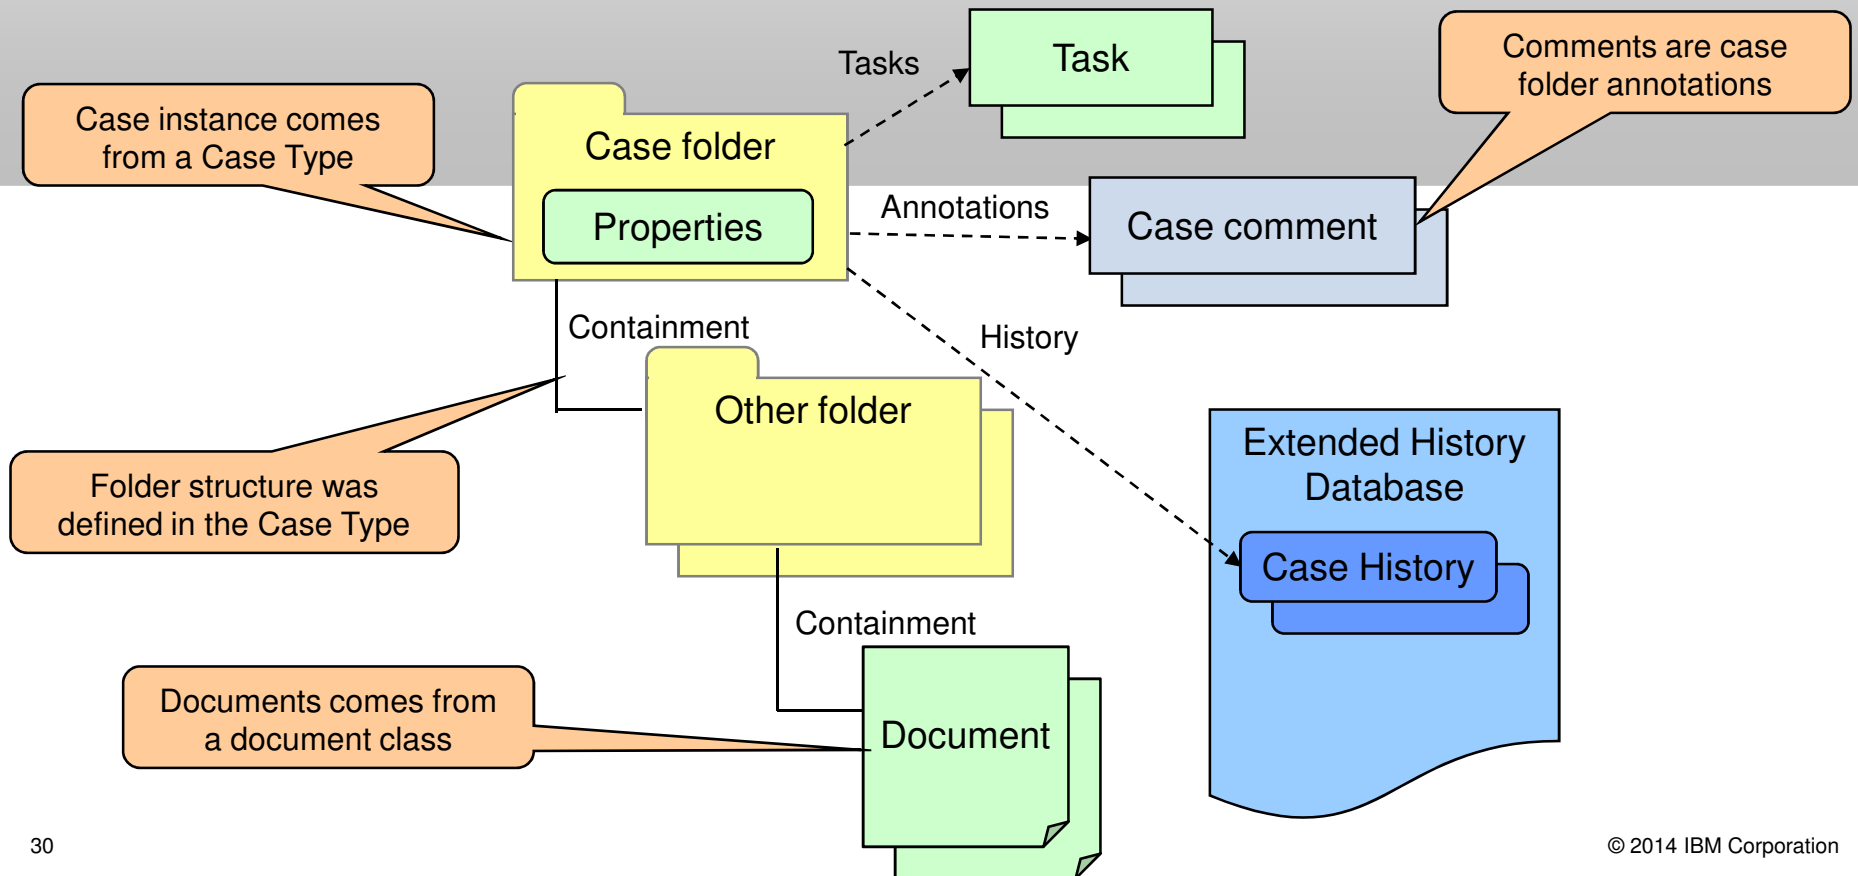 Tasks
Task
Comments are case
folder annotations
Case instance comes
from a Case Type
Case folder
Properties
Annotations
Case comment
Containment
History
Other folder
Folder structure was
defined in the Case Type
Extended History
Database
Case History
Containment
Documents comes from
a document class
Document
30
© 2014 IBM Corporation